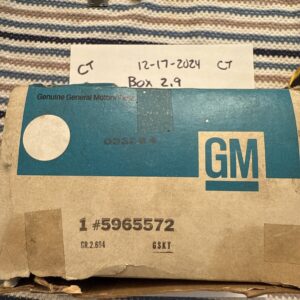 CT 12-17-2024 CT
Box 2.9
Genuine General Motors Parts
GM
1 #5965572
GR.2.614 GSKT